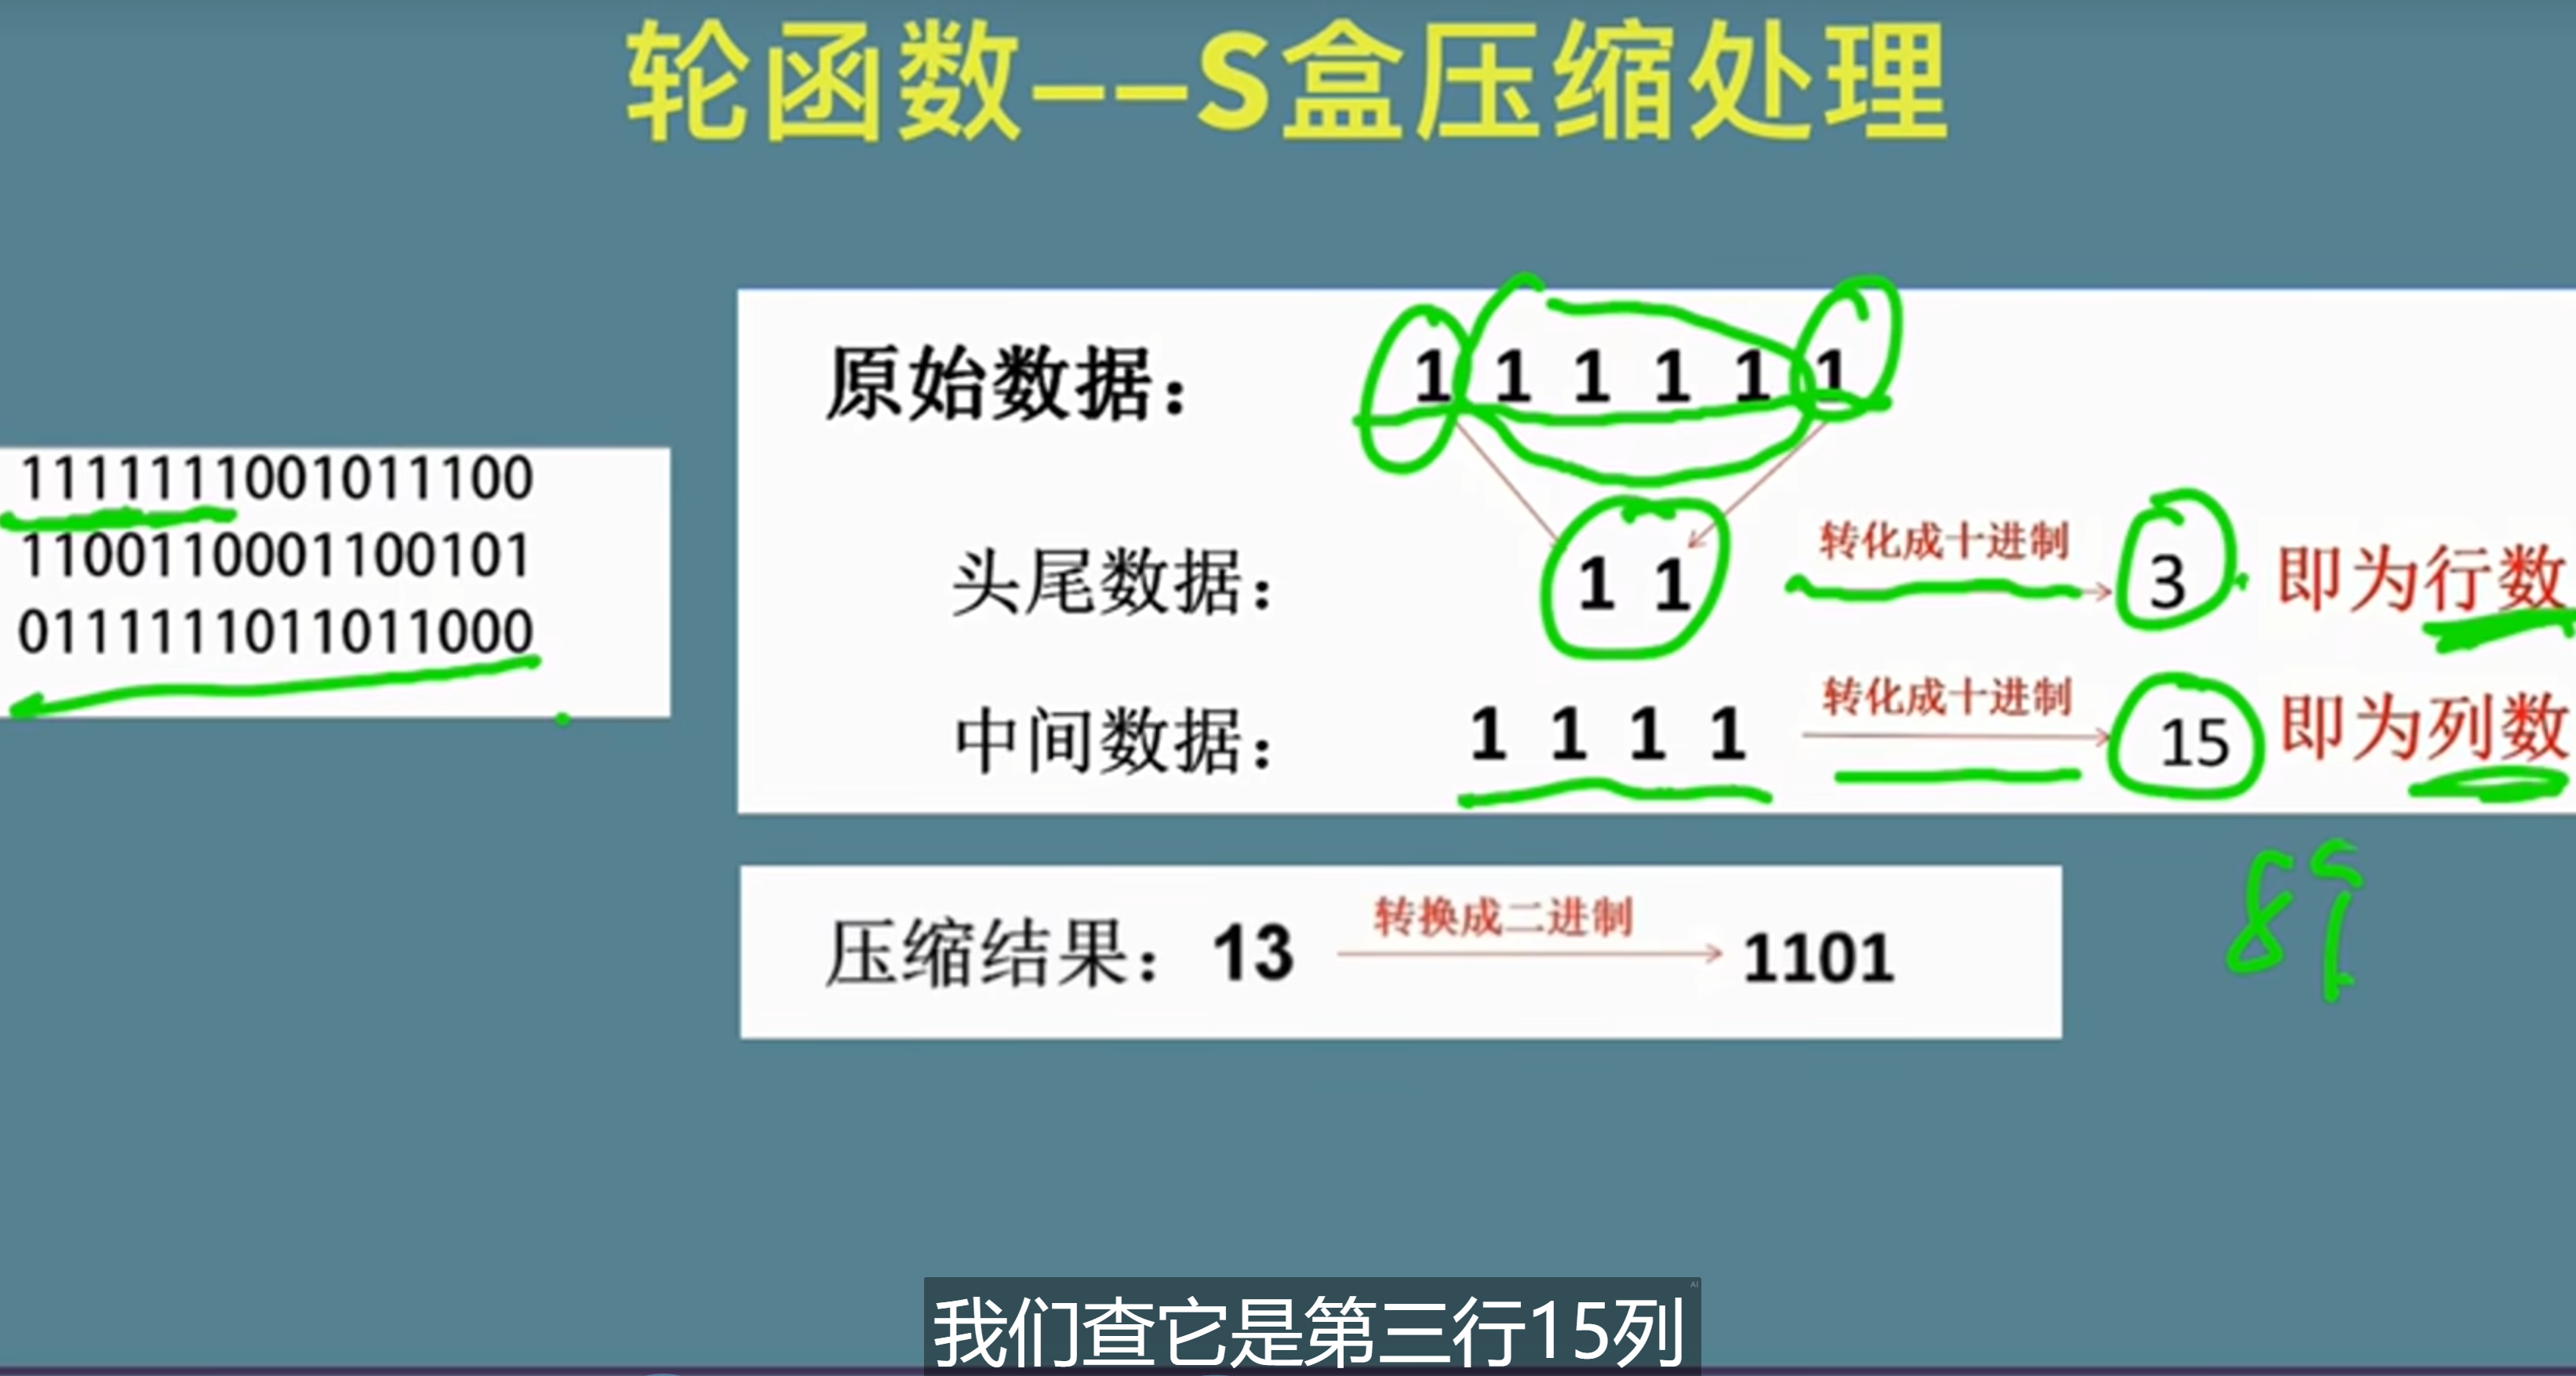 轮函数——S盒压缩处理
1111111001011100
1100110001100101
0111111011011000
原始数据： 1 1 1 1 1 1
头尾数据： 1 1 转化成十进制 3 即为行数
中间数据： 1 1 1 1 转化成十进制 15 即为列数
压缩结果：13 转换成二进制 1101
我们查它是第三行15列
AI